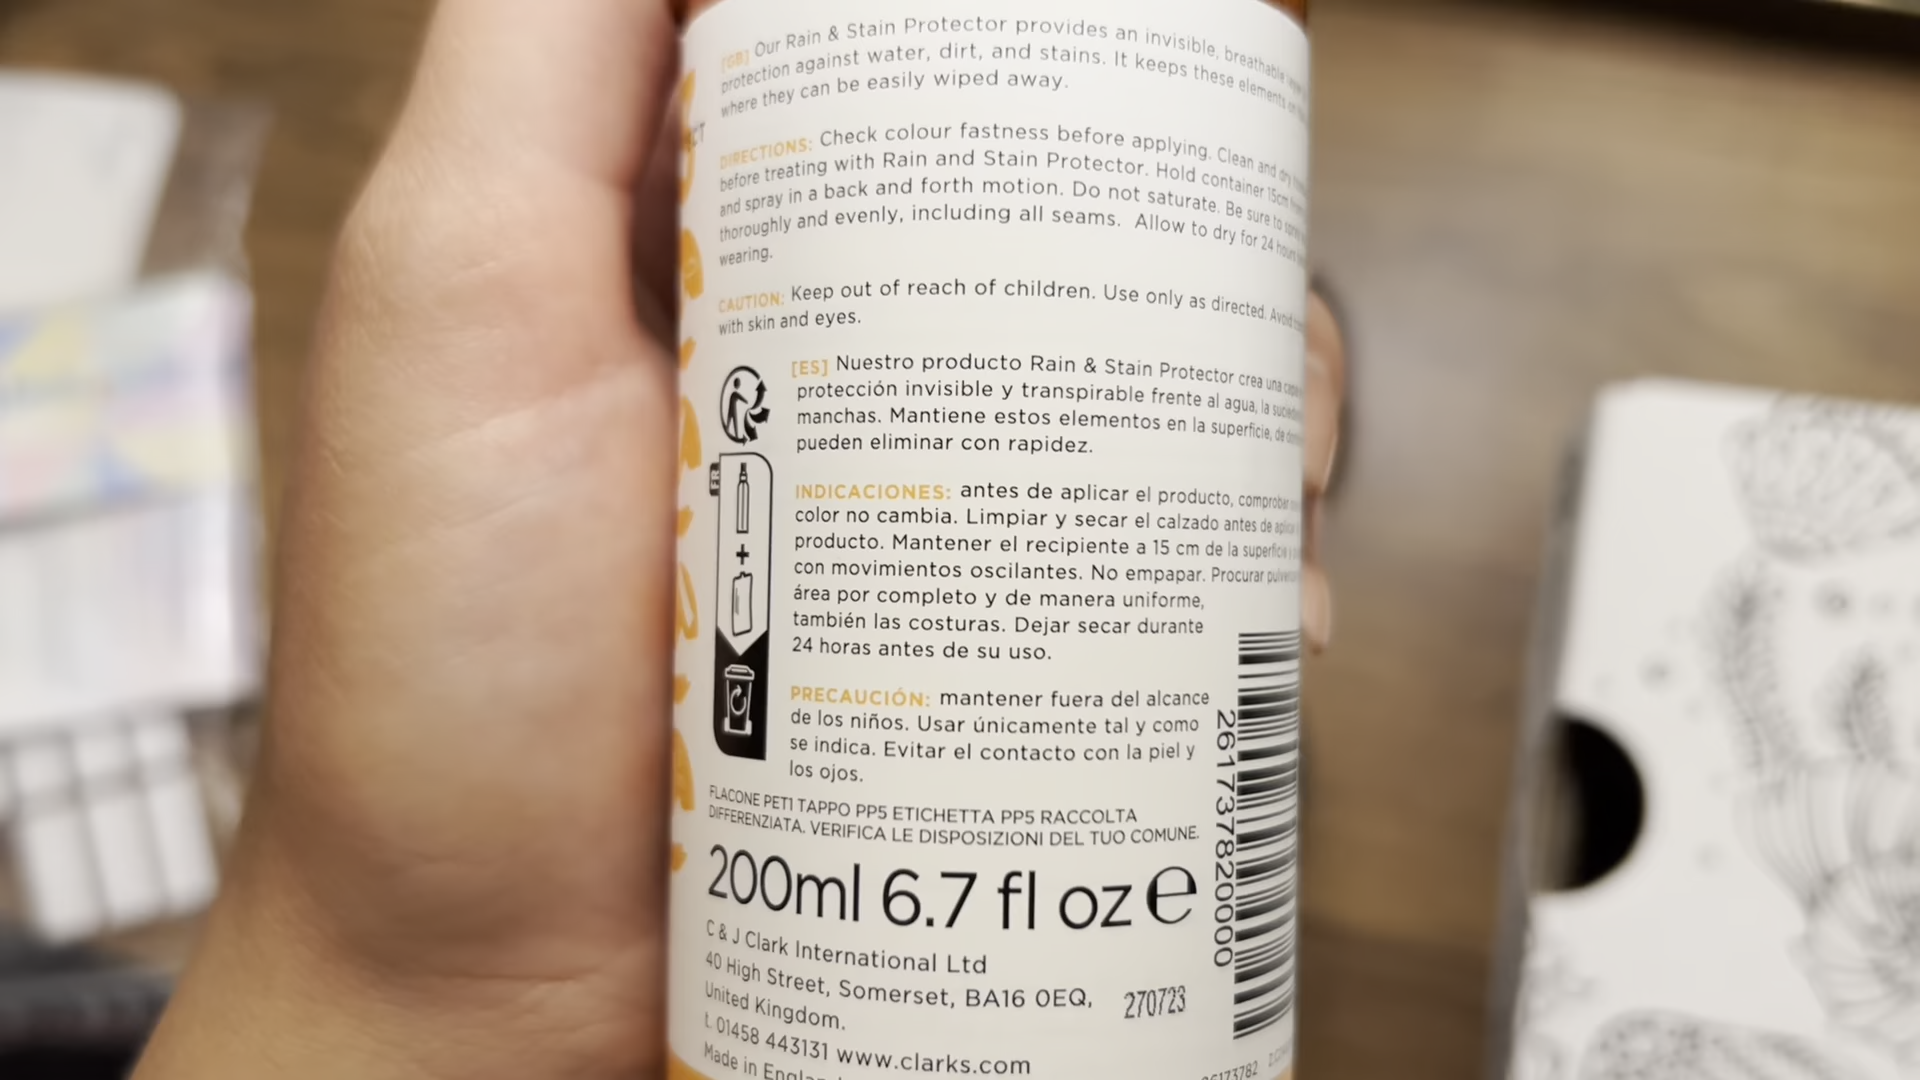 [GB] Our Rain & Stain Protector provides an invisible, breathable
protection against water, dirt, and stains. It keeps these elements
where they can be easily wiped away.
DIRECTIONS: Check colour fastness before applying. Clean and dry
before treating with Rain and Stain Protector. Hold container 15cm from
and spray in a back and forth motion. Do not saturate. Be sure to
thoroughly and evenly, including all seams. Allow to dry for 24 hours
wearing.
CAUTION: Keep out of reach of children. Use only as directed. Avoid
with skin and eyes.
[ES] Nuestro producto Rain & Stain Protector crea una
protección invisible y transpirable frente al agua, la
manchas. Mantiene estos elementos en la superficie, de
pueden eliminar con rapidez.
INDICACIONES: antes de aplicar el producto, comprobar
color no cambia. Limpiar y secar el calzado antes de
producto. Mantener el recipiente a 15 cm de la superficie
con movimientos oscilantes. No empapar. Procurar
área por completo y de manera uniforme,
también las costuras. Dejar secar durante
24 horas antes de su uso.
PRECAUCIÓN: mantener fuera del alcance
de los niños. Usar únicamente tal y como
se indica. Evitar el contacto con la piel y
los ojos.
FR
FLACONE PET1 TAPPO PP5 ETICHETTA PP5 RACCOLTA
DIFFERENZIATA. VERIFICA LE DISPOSIZIONI DEL TUO COMUNE.
200ml 6.7 fl oz e
C & J Clark International Ltd
40 High Street, Somerset, BA16 0EQ,
United Kingdom.
t. 01458 443131 www.clarks.com
Made in
270723
261737820000